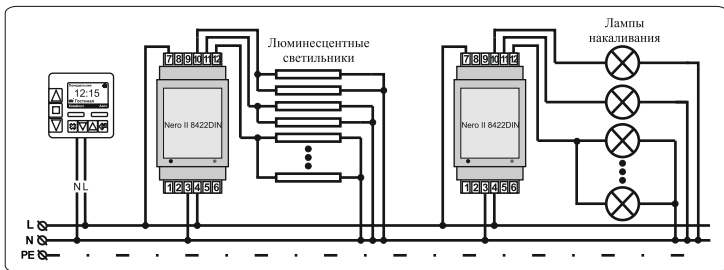 Люминесцентные
светильники
Лампы
накаливания
7 8 9 10 11 12
7 8 9 10 11 12
Понедельник
12:15
Гостиная
Nero II 8422DIN
Nero II 8422DIN
1 2 3 4 5 6
1 2 3 4 5 6
N L
L
N
PE